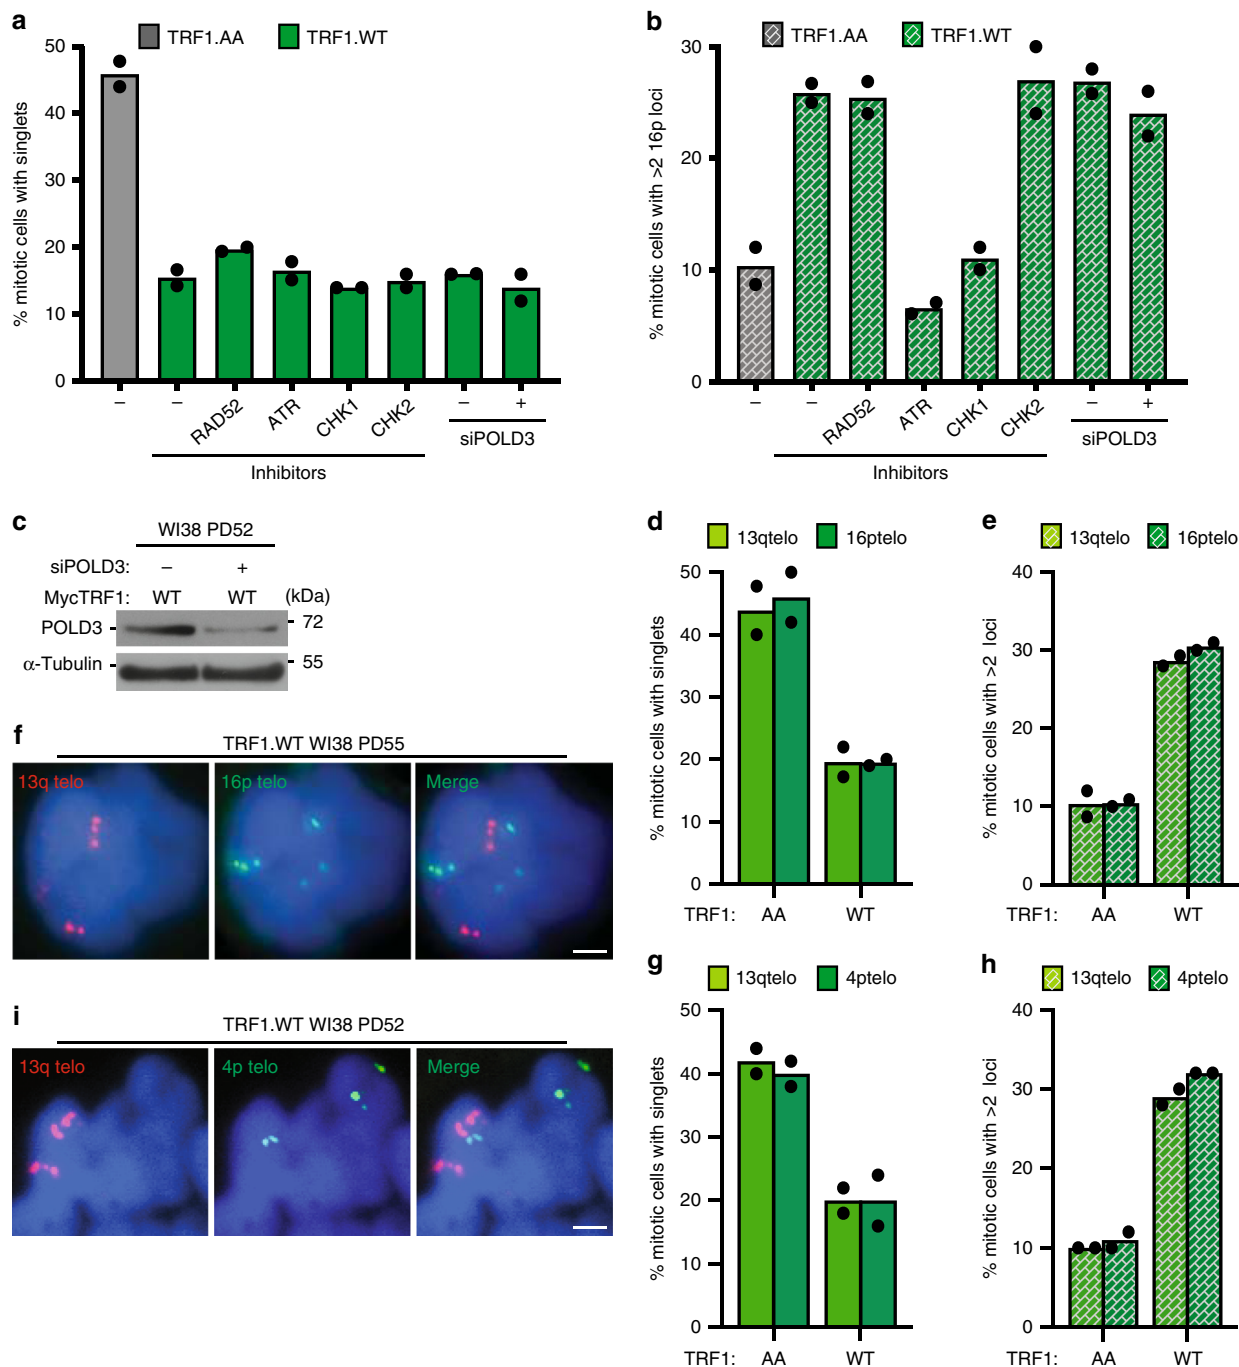 a
TRF1.AA TRF1.WT
% mitotic cells with singlets
50
40
30
20
10
0
– – RAD52 ATR CHK1 CHK2 – +
Inhibitors
siPOLD3
b
TRF1.AA TRF1.WT
% mitotic cells with >2 16p loci
30
20
10
0
– – RAD52 ATR CHK1 CHK2 – +
Inhibitors
siPOLD3
c
WI38 PD52
siPOLD3: – +
MycTRF1: WT WT (kDa)
POLD3 72
α-Tubulin 55
d
13qtelo 16ptelo
% mitotic cells with singlets
50
40
30
20
10
0
TRF1: AA WT
e
13qtelo 16ptelo
% mitotic cells with >2 loci
40
30
20
10
0
TRF1: AA WT
f
TRF1.WT WI38 PD55
13q telo 16p telo Merge
g
13qtelo 4ptelo
% mitotic cells with singlets
50
40
30
20
10
0
TRF1: AA WT
h
13qtelo 4ptelo
% mitotic cells with >2 loci
40
30
20
10
0
TRF1: AA WT
i
TRF1.WT WI38 PD52
13q telo 4p telo Merge